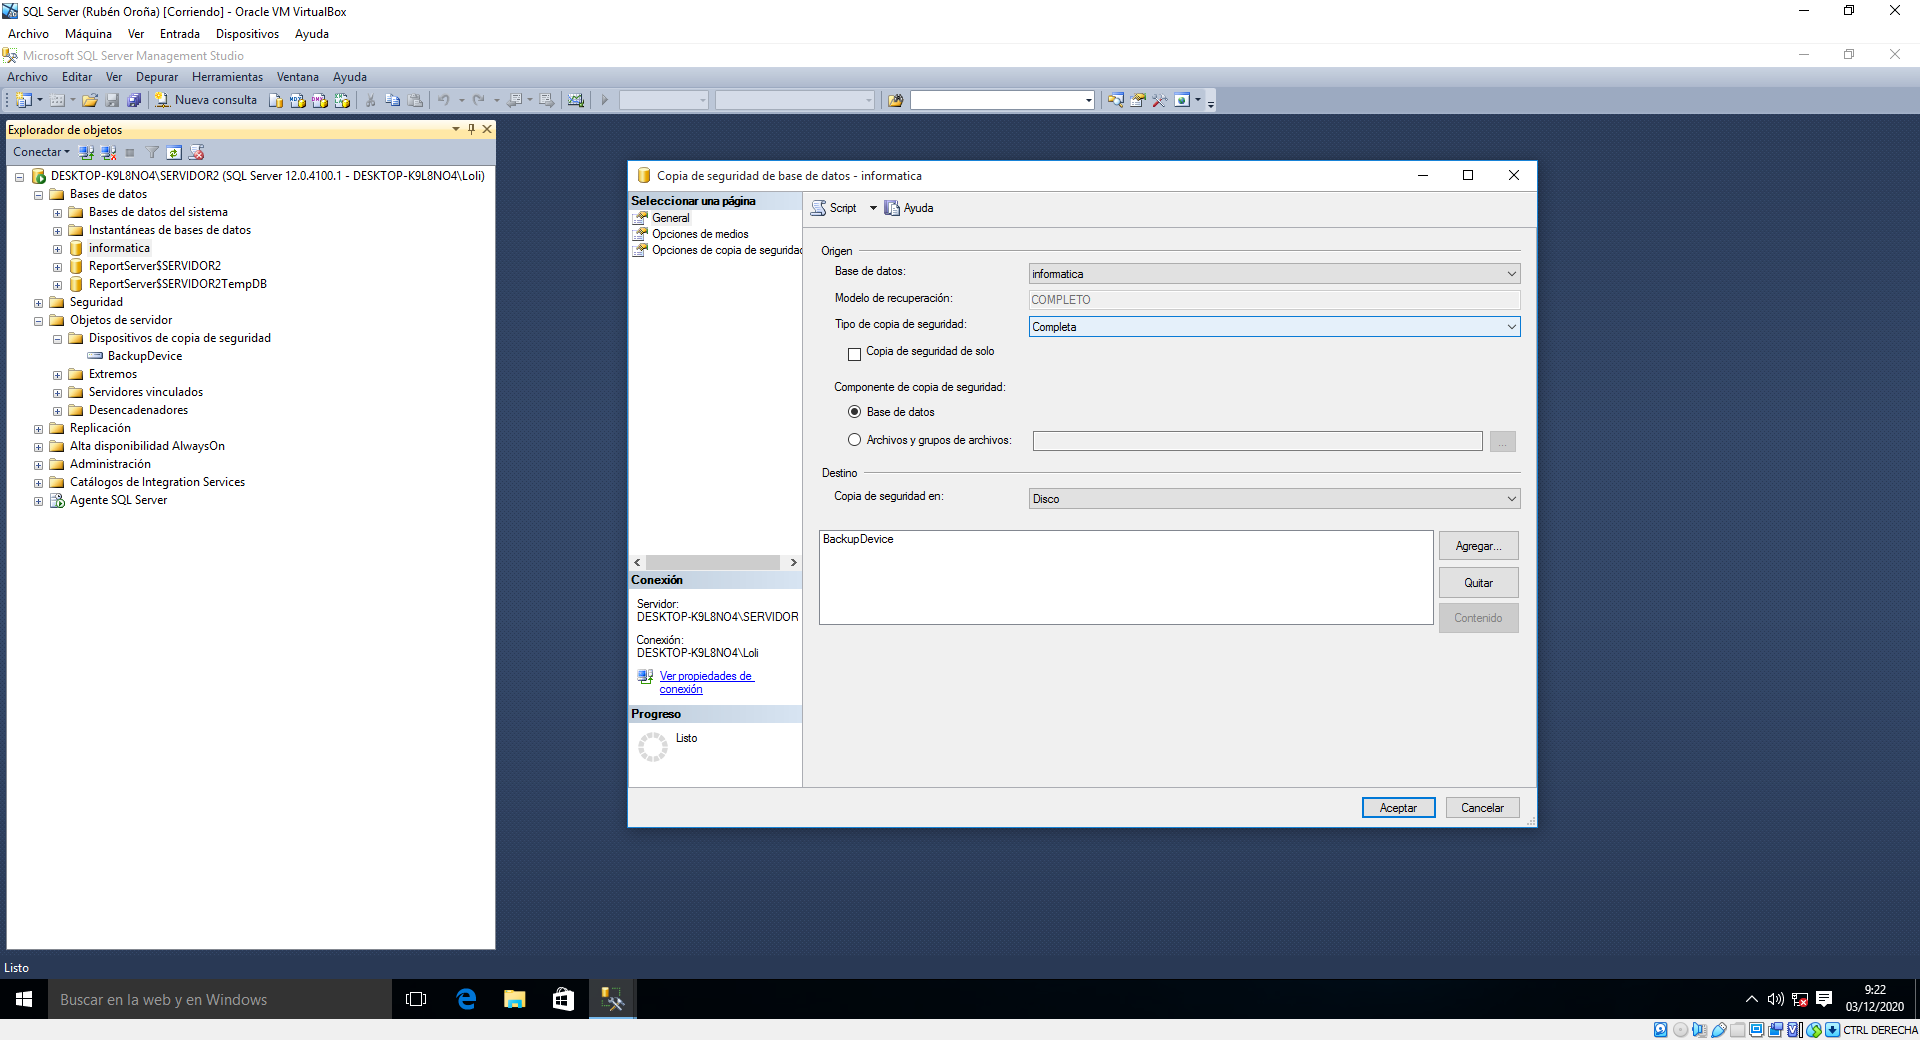 SQL Server (Rubén Oroña) [Corriendo] - Oracle VM VirtualBox
Archivo Máquina Ver Entrada Dispositivos Ayuda
Microsoft SQL Server Management Studio
Archivo Editar Ver Depurar Herramientas Ventana Ayuda
Nueva consulta
Explorador de objetos
Conectar
DESKTOP-K9L8NO4\SERVIDOR2 (SQL Server 12.0.4100.1 - DESKTOP-K9L8NO4\Loli)
Bases de datos
Bases de datos del sistema
Instantáneas de bases de datos
informatica
ReportServer$SERVIDOR2
ReportServer$SERVIDOR2TempDB
Seguridad
Objetos de servidor
Dispositivos de copia de seguridad
BackupDevice
Extremos
Servidores vinculados
Desencadenadores
Replicación
Alta disponibilidad AlwaysOn
Administración
Catálogos de Integration Services
Agente SQL Server
Copia de seguridad de base de datos - informatica
Seleccionar una página
General
Opciones de medios
Opciones de copia de seguridad
Conexión
Servidor:
DESKTOP-K9L8NO4\SERVIDOR
Conexión:
DESKTOP-K9L8NO4\Loli
Ver propiedades de
conexión
Progreso
Listo
Script Ayuda
Origen
Base de datos: informatica
Modelo de recuperación: COMPLETO
Tipo de copia de seguridad: Completa
Copia de seguridad de solo
Componente de copia de seguridad:
Base de datos
Archivos y grupos de archivos: ...
Destino
Copia de seguridad en: Disco
BackupDevice
Agregar...
Quitar
Contenido
Aceptar Cancelar
Listo
Buscar en la web y en Windows
9:22
03/12/2020
CTRL DERECHA